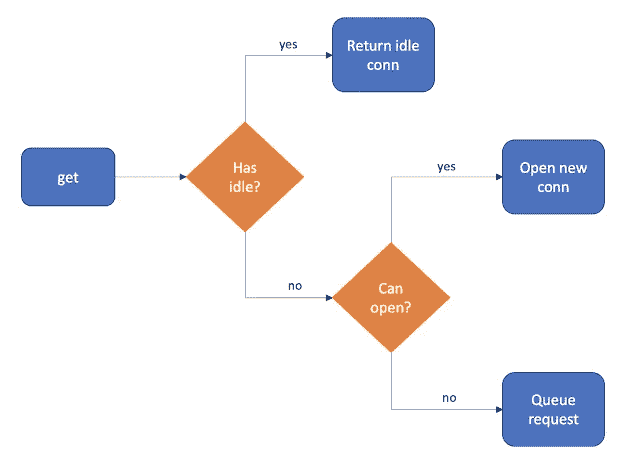 yes
Return idle
conn
get
Has
idle?
yes
Open new
conn
no
Can
open?
no
Queue
request